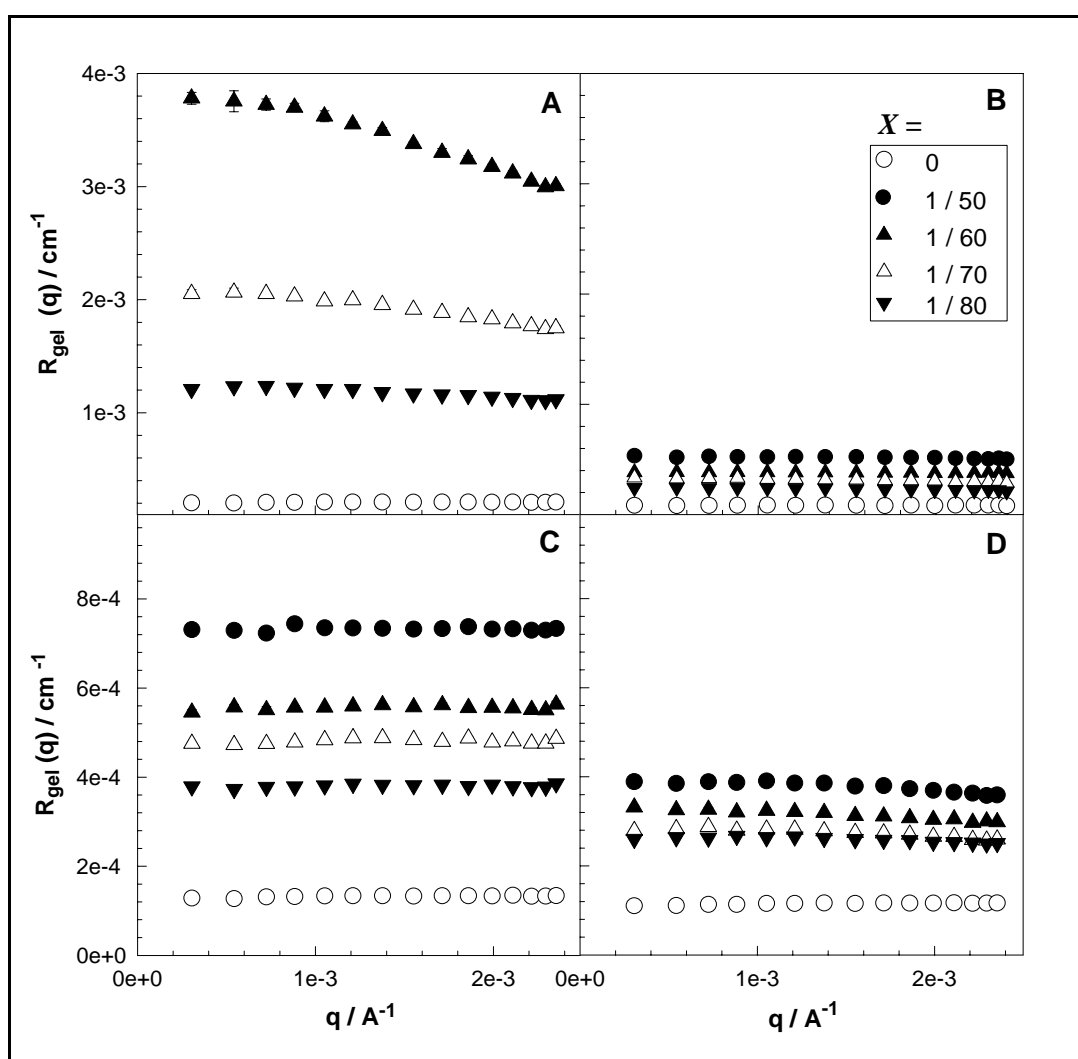 A
B
4e-3
3e-3
2e-3
1e-3
R_gel (q) / cm^-1
X =
0
1 / 50
1 / 60
1 / 70
1 / 80
C
D
8e-4
6e-4
4e-4
2e-4
0e+0
R_gel (q) / cm^-1
0e+0
1e-3
2e-3
0e+0
1e-3
2e-3
q / A^-1
q / A^-1